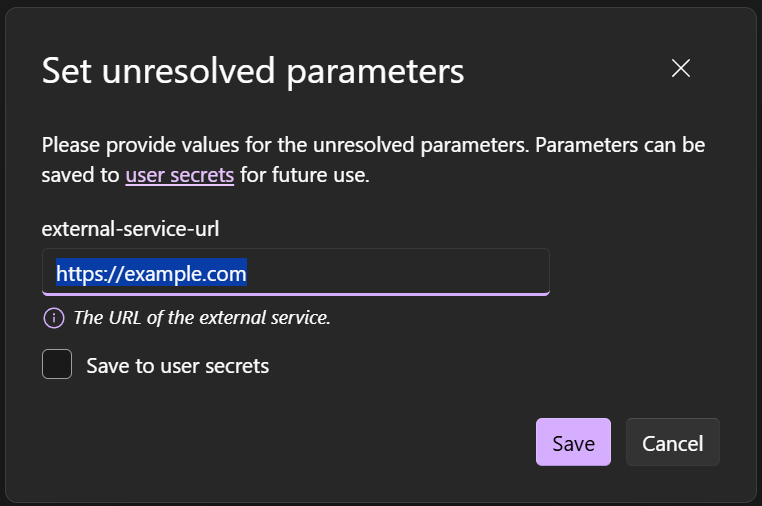 Set unresolved parameters
Please provide values for the unresolved parameters. Parameters can be
saved to user secrets for future use.
external-service-url
https://example.com
The URL of the external service.
Save to user secrets
Save
Cancel